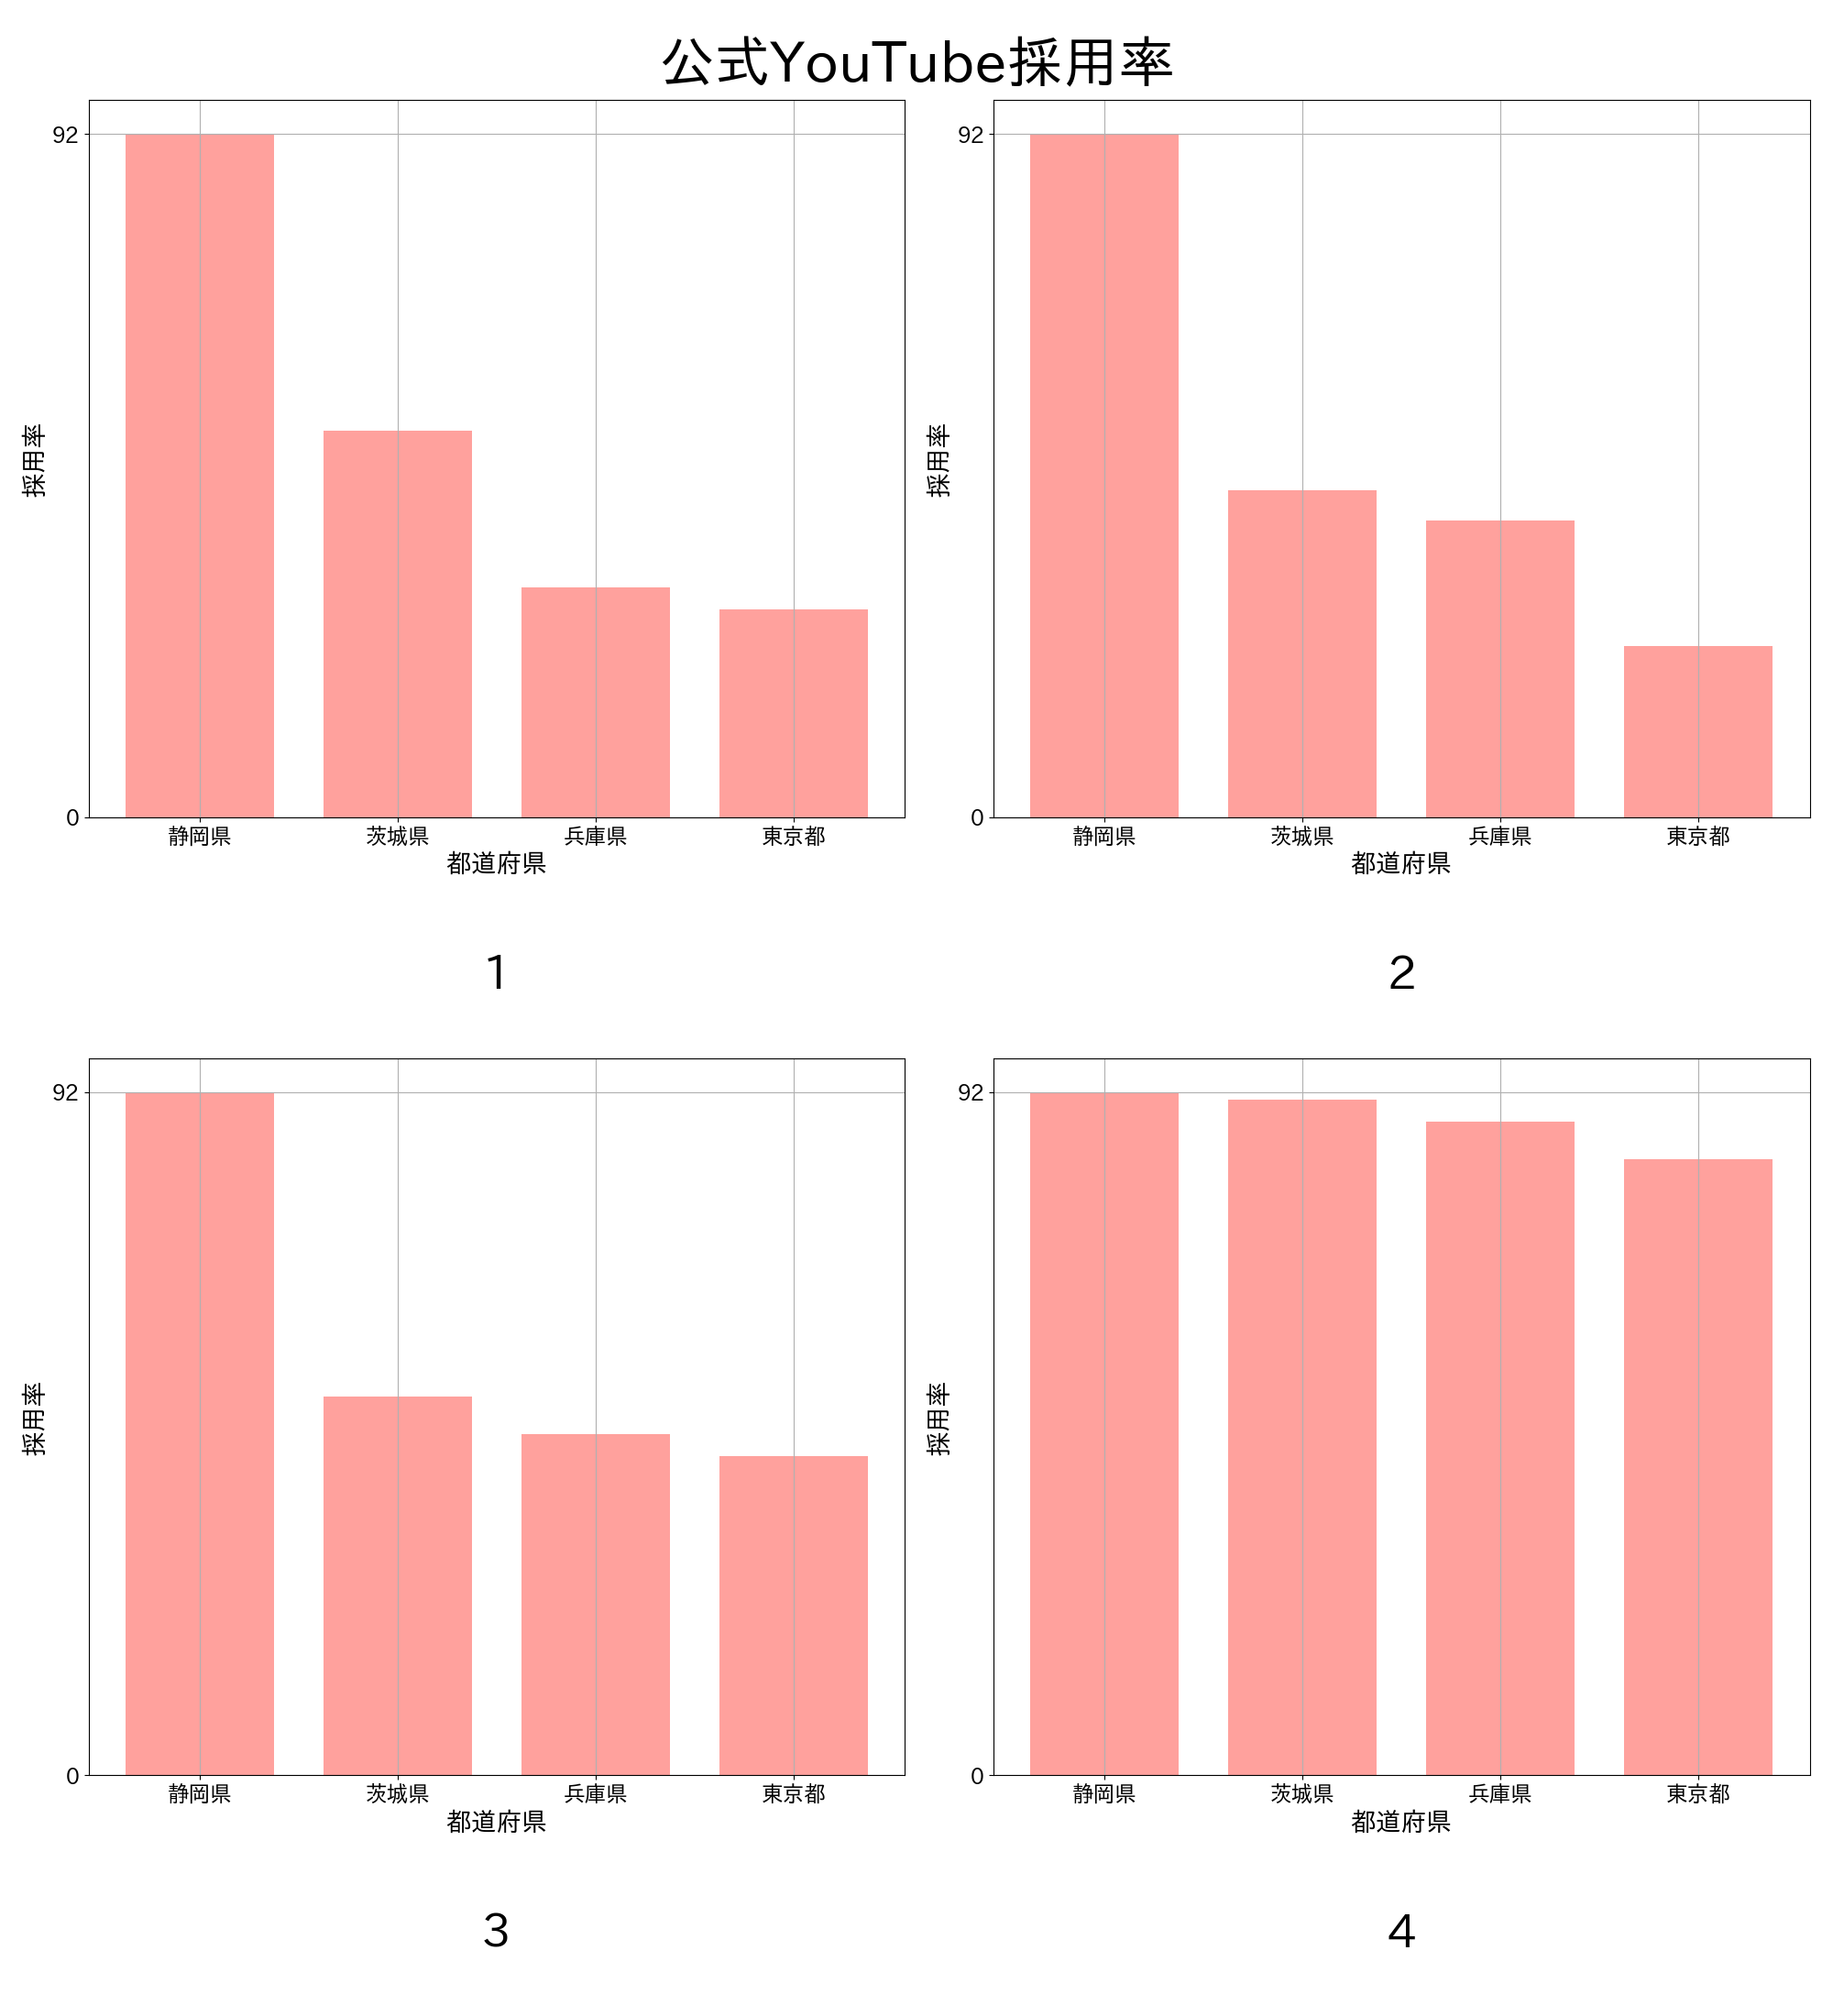 公式YouTube採用率
92
0
採用率
静岡県 茨城県 兵庫県 東京都
都道府県
1
92
0
採用率
静岡県 茨城県 兵庫県 東京都
都道府県
2
92
0
採用率
静岡県 茨城県 兵庫県 東京都
都道府県
3
92
0
採用率
静岡県 茨城県 兵庫県 東京都
都道府県
4